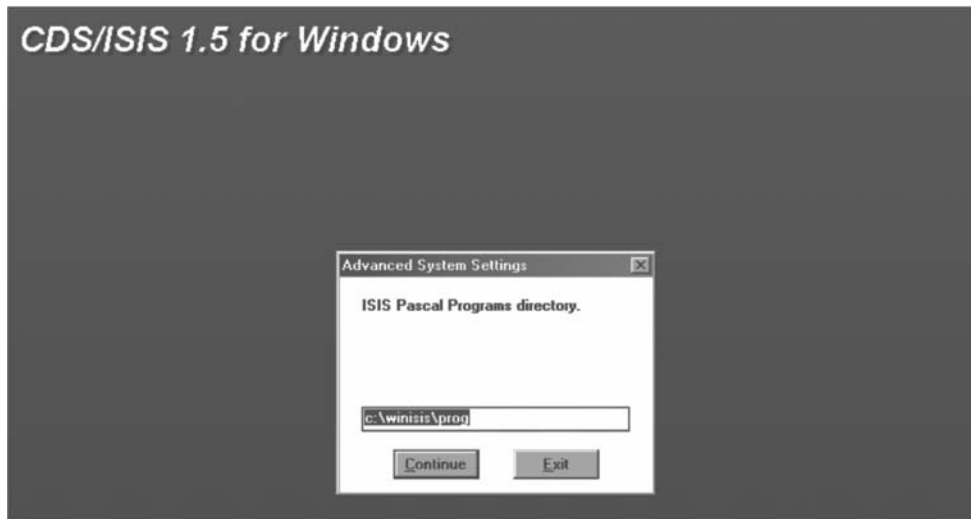 CDS/ISIS 1.5 for Windows
Advanced System Settings
ISIS Pascal Programs directory.
c:\winisis\prog
Continue
Exit